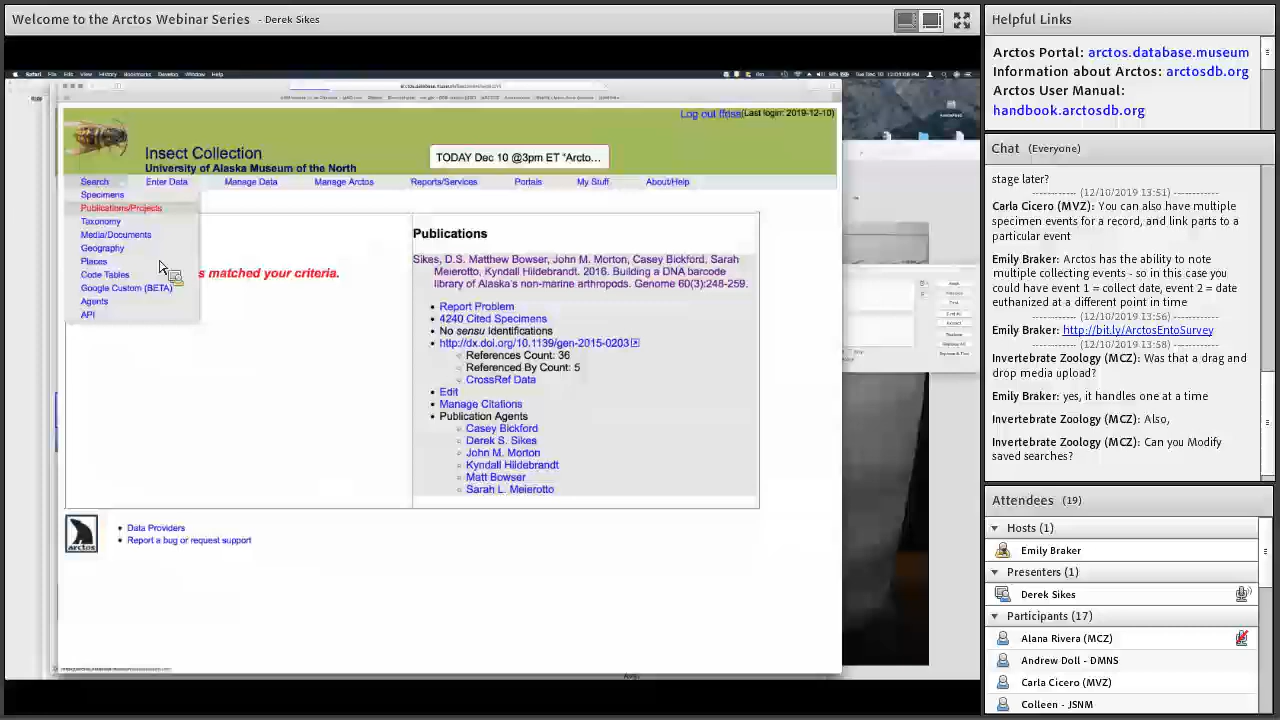 Welcome to the Arctos Webinar Series - Derek Sikes
Safari File Edit View History Bookmarks Develop Window Help
Log out ffdss(Last login: 2019-12-10)
Insect Collection
University of Alaska Museum of the North
TODAY Dec 10 @3pm ET “Arcto...
Search Enter Data Manage Data Manage Arctos Reports/Services Portals My Stuff About/Help
Specimens
Publications/Projects
Taxonomy
Media/Documents
Geography
Places
Code Tables
Google Custom (BETA)
Agents
API
s matched your criteria.
Publications
Sikes, D.S. Matthew Bowser, John M. Morton, Casey Bickford, Sarah
Meierotto, Kyndall Hildebrandt. 2016. Building a DNA barcode
library of Alaska's non-marine arthropods. Genome 60(3):248-259.
Report Problem
4240 Cited Specimens
No sensu Identifications
http://dx.doi.org/10.1139/gen-2015-0203
References Count: 36
Referenced By Count: 5
CrossRef Data
Edit
Manage Citations
Publication Agents
Casey Bickford
Derek S. Sikes
John M. Morton
Kyndall Hildebrandt
Matt Bowser
Sarah L. Meierotto
arctos
Data Providers
Report a bug or request support
Helpful Links
Arctos Portal: arctos.database.museum
Information about Arctos: arctosdb.org
Arctos User Manual:
handbook.arctosdb.org
Chat (Everyone)
stage later?
(12/10/2019 13:51)
Carla Cicero (MVZ): You can also have multiple
specimen events for a record, and link parts to a
particular event
Emily Braker: Arctos has the ability to note
multiple collecting events - so in this case you
could have event 1 = collect date, event 2 = date
euthanized at a different point in time
(12/10/2019 13:56)
Emily Braker: http://bit.ly/ArctosEntoSurvey
(12/10/2019 13:58)
Invertebrate Zoology (MCZ): Was that a drag and
drop media upload?
Emily Braker: yes, it handles one at a time
Invertebrate Zoology (MCZ): Also,
Invertebrate Zoology (MCZ): Can you Modify
saved searches?
Attendees (19)
Hosts (1)
Emily Braker
Presenters (1)
Derek Sikes
Participants (17)
Alana Rivera (MCZ)
Andrew Doll - DMNS
Carla Cicero (MVZ)
Colleen - JSNM